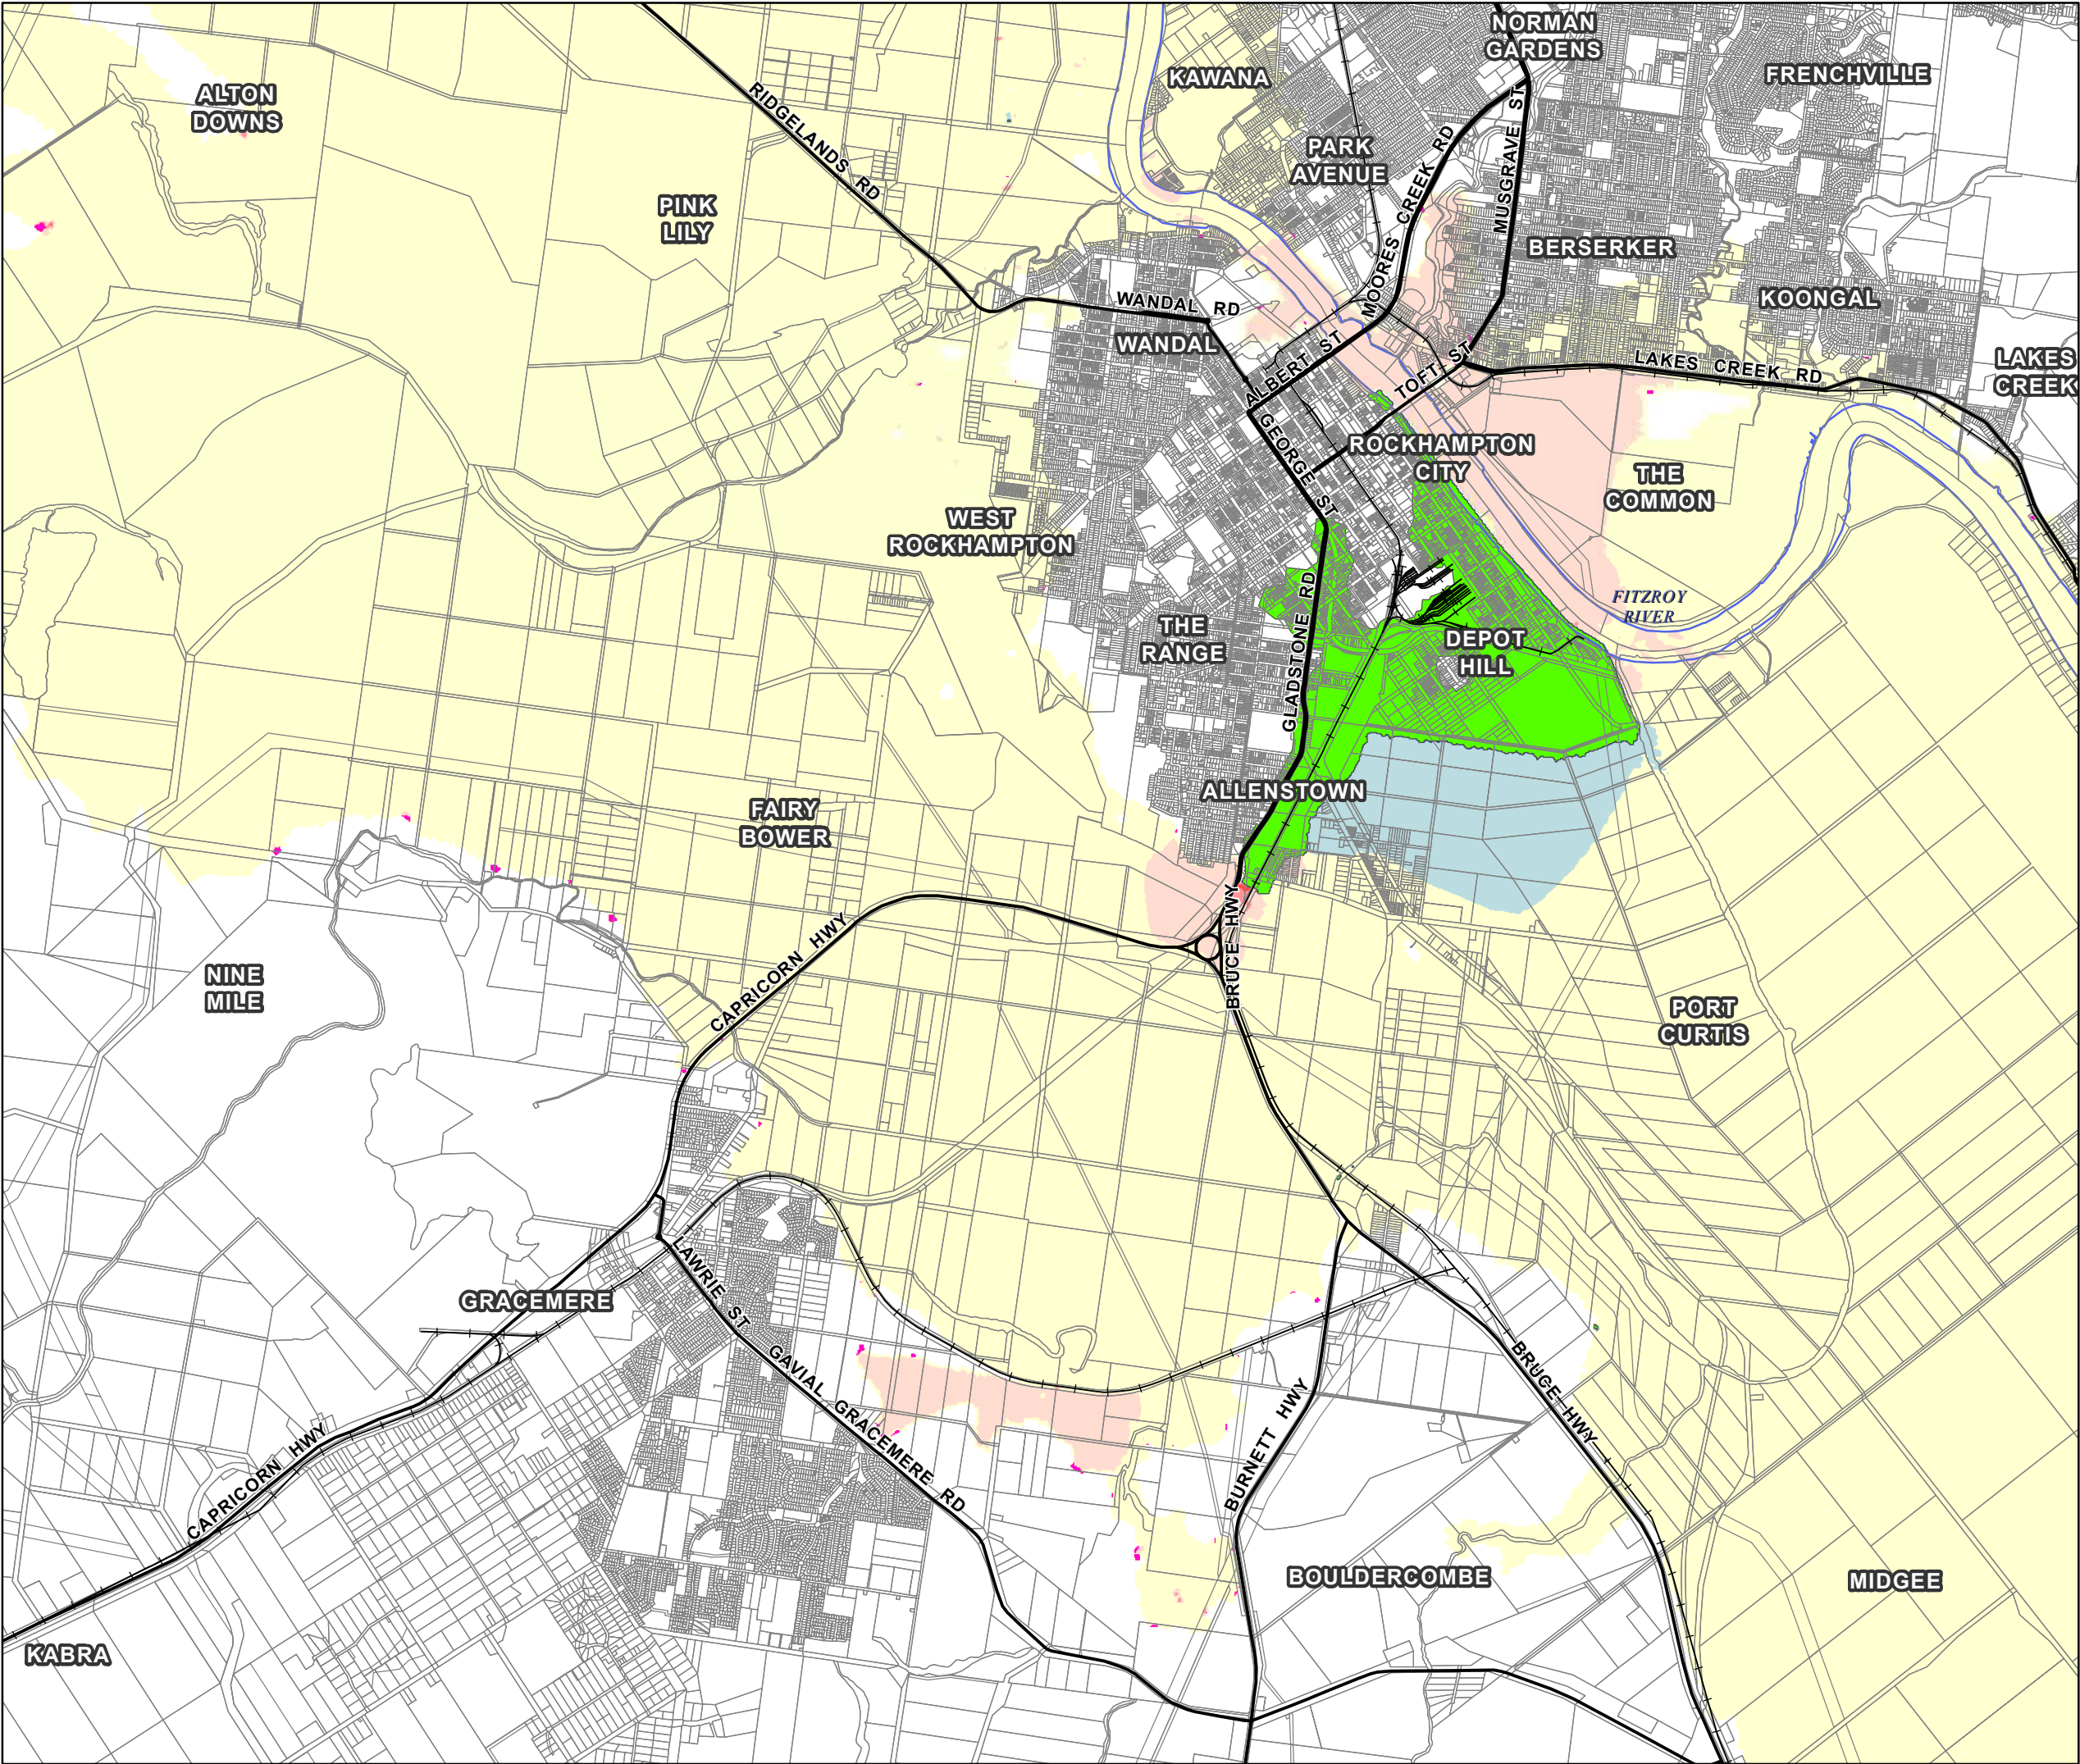 NORMAN
GARDENS
KAWANA
FRENCHVILLE
ALTON
DOWNS
RIDGELANDS RD
PARK
AVENUE
MOORES CREEK RD
MUSGRAVE ST
PINK
LILY
BERSERKER
KOONGAL
WANDAL RD
WANDAL
ALBERT ST
TOFT ST
LAKES CREEK RD
LAKES
CREEK
GEORGE ST
ROCKHAMPTON
CITY
THE
COMMON
WEST
ROCKHAMPTON
FITZROY
RIVER
THE
RANGE
GLADSTONE RD
DEPOT
HILL
ALLENSTOWN
FAIRY
BOWER
CAPRICORN HWY
BRUCE HWY
NINE
MILE
PORT
CURTIS
GRACEMERE
LAWRIE ST
GAVIAL GRACEMERE RD
BURNETT HWY
BRUCE HWY
CAPRICORN HWY
BOULDERCOMBE
MIDGEE
KABRA